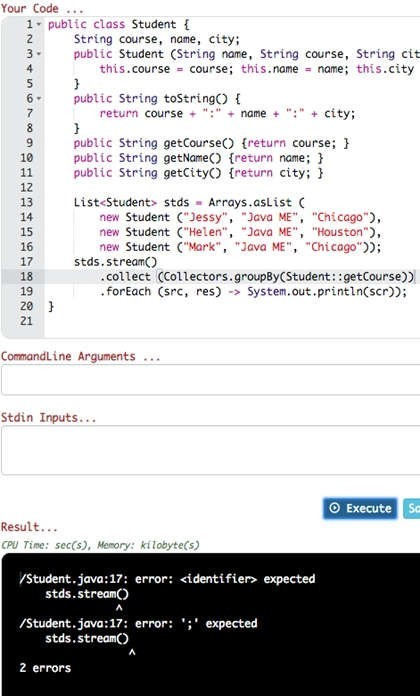 Your Code ...
1 public class Student {
2 String course, name, city;
3 public Student (String name, String course, String cit
4 this.course = course; this.name = name; this.city
5 }
6 public String toString() {
7 return course + ":" + name + ":" + city;
8 }
9 public String getCourse() {return course; }
10 public String getName() {return name; }
11 public String getCity() {return city; }
12
13 List<Student> stds = Arrays.asList (
14 new Student ("Jessy", "Java ME", "Chicago"),
15 new Student ("Helen", "Java ME", "Houston"),
16 new Student ("Mark", "Java ME", "Chicago"));
17 stds.stream()
18 .collect (Collectors.groupBy(Student::getCourse))
19 .forEach (src, res) -> System.out.println(scr));
20 }
21
CommandLine Arguments ...
Stdin Inputs...
Execute
Result...
CPU Time: sec(s), Memory: kilobyte(s)
/Student.java:17: error: <identifier> expected
stds.stream()
^
/Student.java:17: error: ';' expected
stds.stream()
^
2 errors